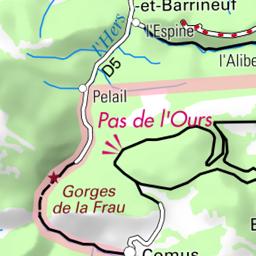 -et-Barrineuf
l'Hers
l'Espine
l'Alibe
D5
Pelail
Pas de l'Ours
Gorges
de la Frau
Comus